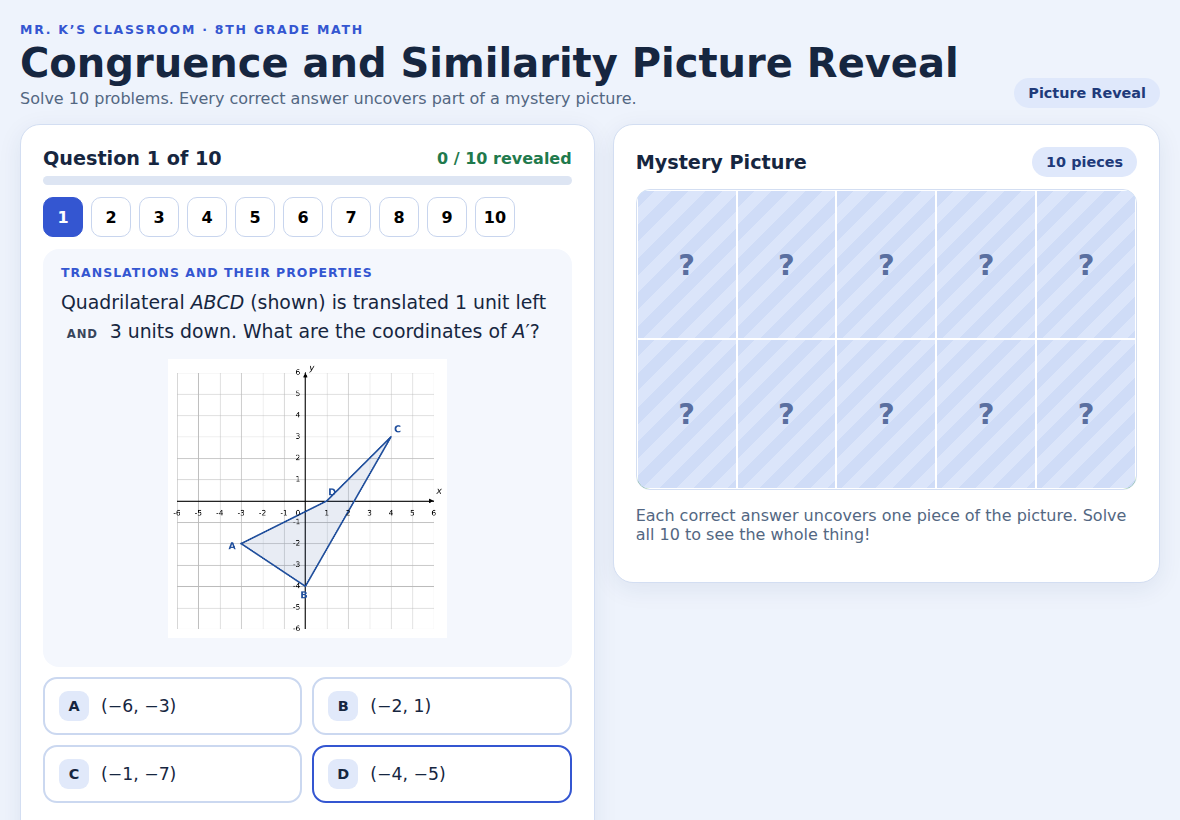 MR. K’S CLASSROOM · 8TH GRADE MATH
Congruence and Similarity Picture Reveal
Solve 10 problems. Every correct answer uncovers part of a mystery picture.
Picture Reveal
Question 1 of 10
0 / 10 revealed
1 2 3 4 5 6 7 8 9 10
TRANSLATIONS AND THEIR PROPERTIES
Quadrilateral ABCD (shown) is translated 1 unit left
AND 3 units down. What are the coordinates of A′?
y
6
5
4
3
2
1
C
D
x
-6 -5 -4 -3 -2 -1 0 1 2 3 4 5 6
-1
A
-2
-3
-4
B
-5
-6
A (−6, −3)
B (−2, 1)
C (−1, −7)
D (−4, −5)
Mystery Picture
10 pieces
? ? ? ? ?
? ? ? ? ?
Each correct answer uncovers one piece of the picture. Solve
all 10 to see the whole thing!